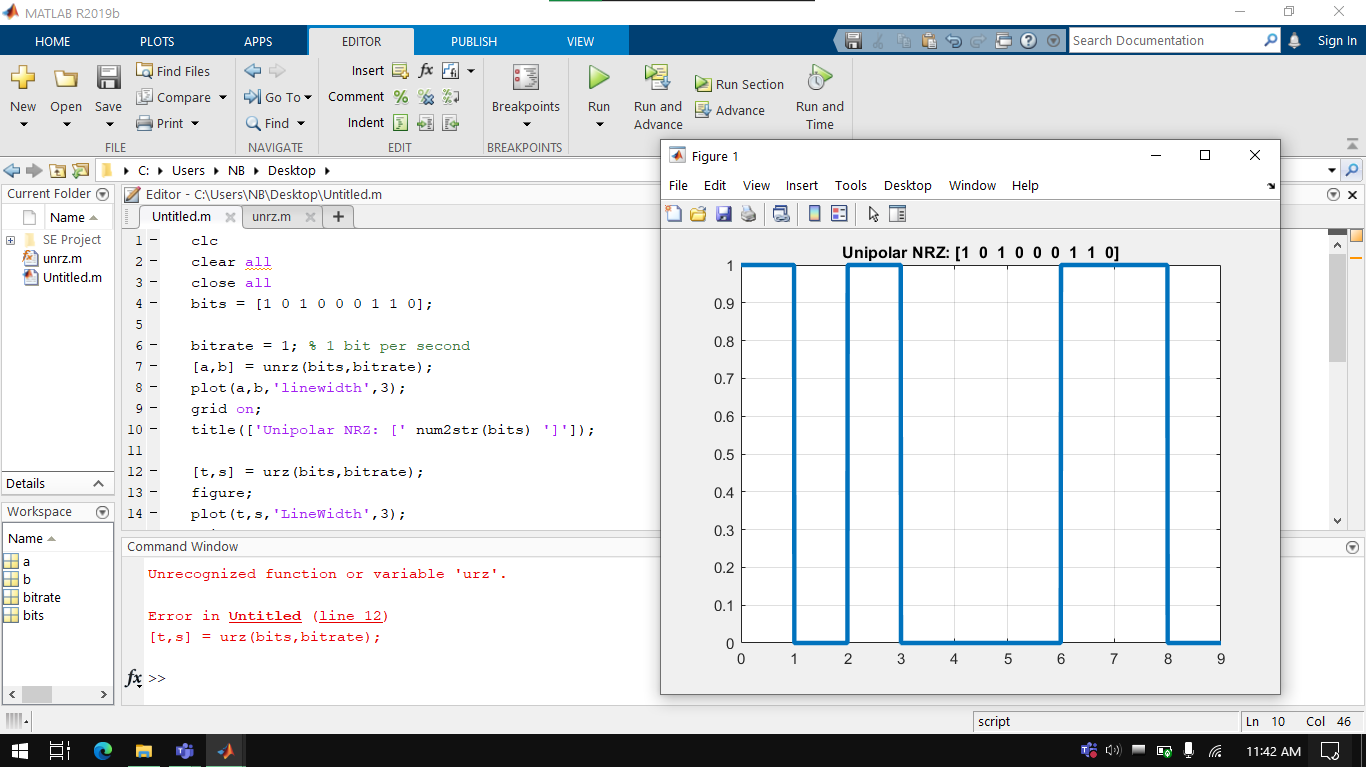 MATLAB R2019b
HOME PLOTS APPS EDITOR PUBLISH VIEW
Search Documentation
Sign In
New
Open
Save
Find Files
Compare
Print
FILE
Go To
Find
NAVIGATE
Insert fx
Comment
Indent
EDIT
Breakpoints
BREAKPOINTS
Run
Run and
Advance
Run Section
Advance
Run and
Time
C: Users NB Desktop
Current Folder
Name
SE Project
unrz.m
Untitled.m
Details
Workspace
Name
a
b
bitrate
bits
Editor - C:\Users\NB\Desktop\Untitled.m
Untitled.m unrz.m
1 clc
2 clear all
3 close all
4 bits = [1 0 1 0 0 0 1 1 0];
5
6 bitrate = 1; % 1 bit per second
7 [a,b] = unrz(bits,bitrate);
8 plot(a,b,'linewidth',3);
9 grid on;
10 title(['Unipolar NRZ: [' num2str(bits) ']']);
11
12 [t,s] = urz(bits,bitrate);
13 figure;
14 plot(t,s,'LineWidth',3);
Command Window
Unrecognized function or variable 'urz'.
Error in Untitled (line 12)
[t,s] = urz(bits,bitrate);
fx >>
Figure 1
File Edit View Insert Tools Desktop Window Help
Unipolar NRZ: [1 0 1 0 0 0 1 1 0]
1
0.9
0.8
0.7
0.6
0.5
0.4
0.3
0.2
0.1
0
0 1 2 3 4 5 6 7 8 9
script
Ln 10 Col 46
11:42 AM